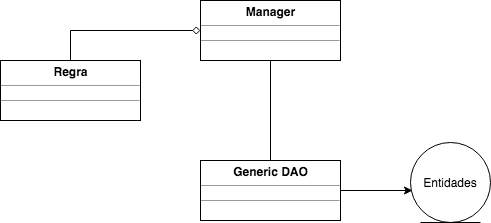 Manager
Regra
Generic DAO
Entidades